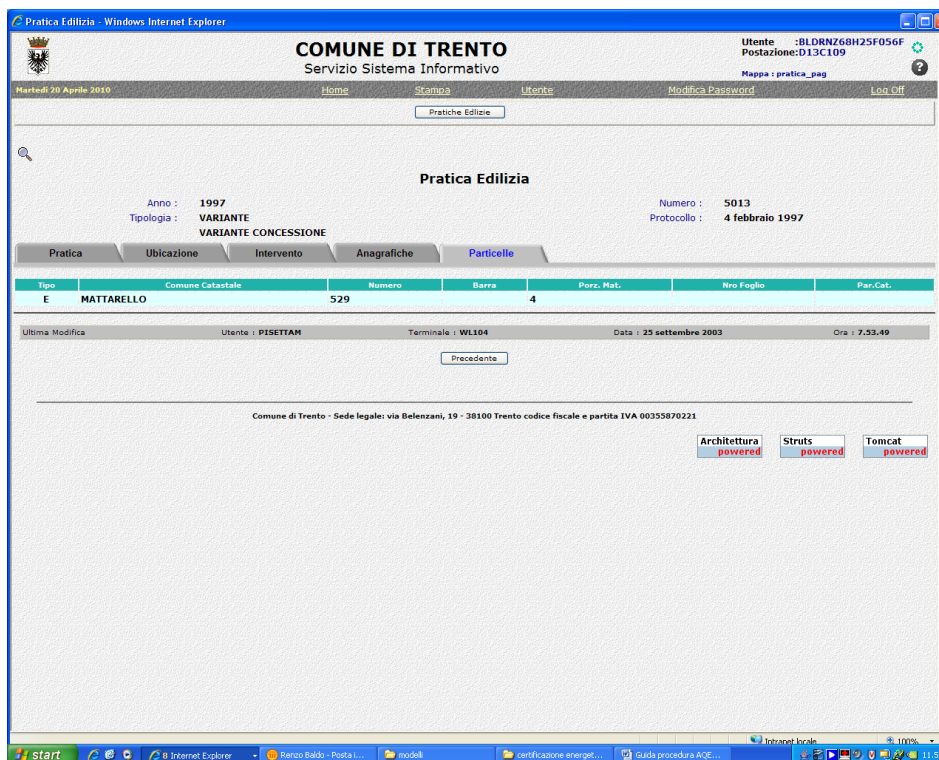 Pratica Edilizia - Windows Internet Explorer
COMUNE DI TRENTO
Servizio Sistema Informativo
Utente :BLDRNZ68H25F056F
Postazione:D13C109
Mappa : pratica_pag
Martedì 20 Aprile 2010 Home Stampa Utente Modifica Password Log Off
Pratiche Edilizie
Pratica Edilizia
Anno : 1997 Numero : 5013
Tipologia : VARIANTE Protocollo : 4 febbraio 1997
VARIANTE CONCESSIONE
Pratica Ubicazione Intervento Anagrafiche Particelle
Tipo Comune Catastale Numero Barra Porz. Mat. Nro Foglio Par.Cat.
E MATTARELLO 529 4
Ultima Modifica Utente : PISETTAM Terminale : WL104 Data : 25 settembre 2003 Ora : 7.53.49
Precedente
Comune di Trento - Sede legale: via Belenzani, 19 - 38100 Trento codice fiscale e partita IVA 00355870221
Architettura powered
Struts powered
Tomcat powered
Intranet locale 100%
start 8 Internet Explorer Renzo Baldo - Posta i... modelli certificazione energet... Guida procedura AQE... 11.5